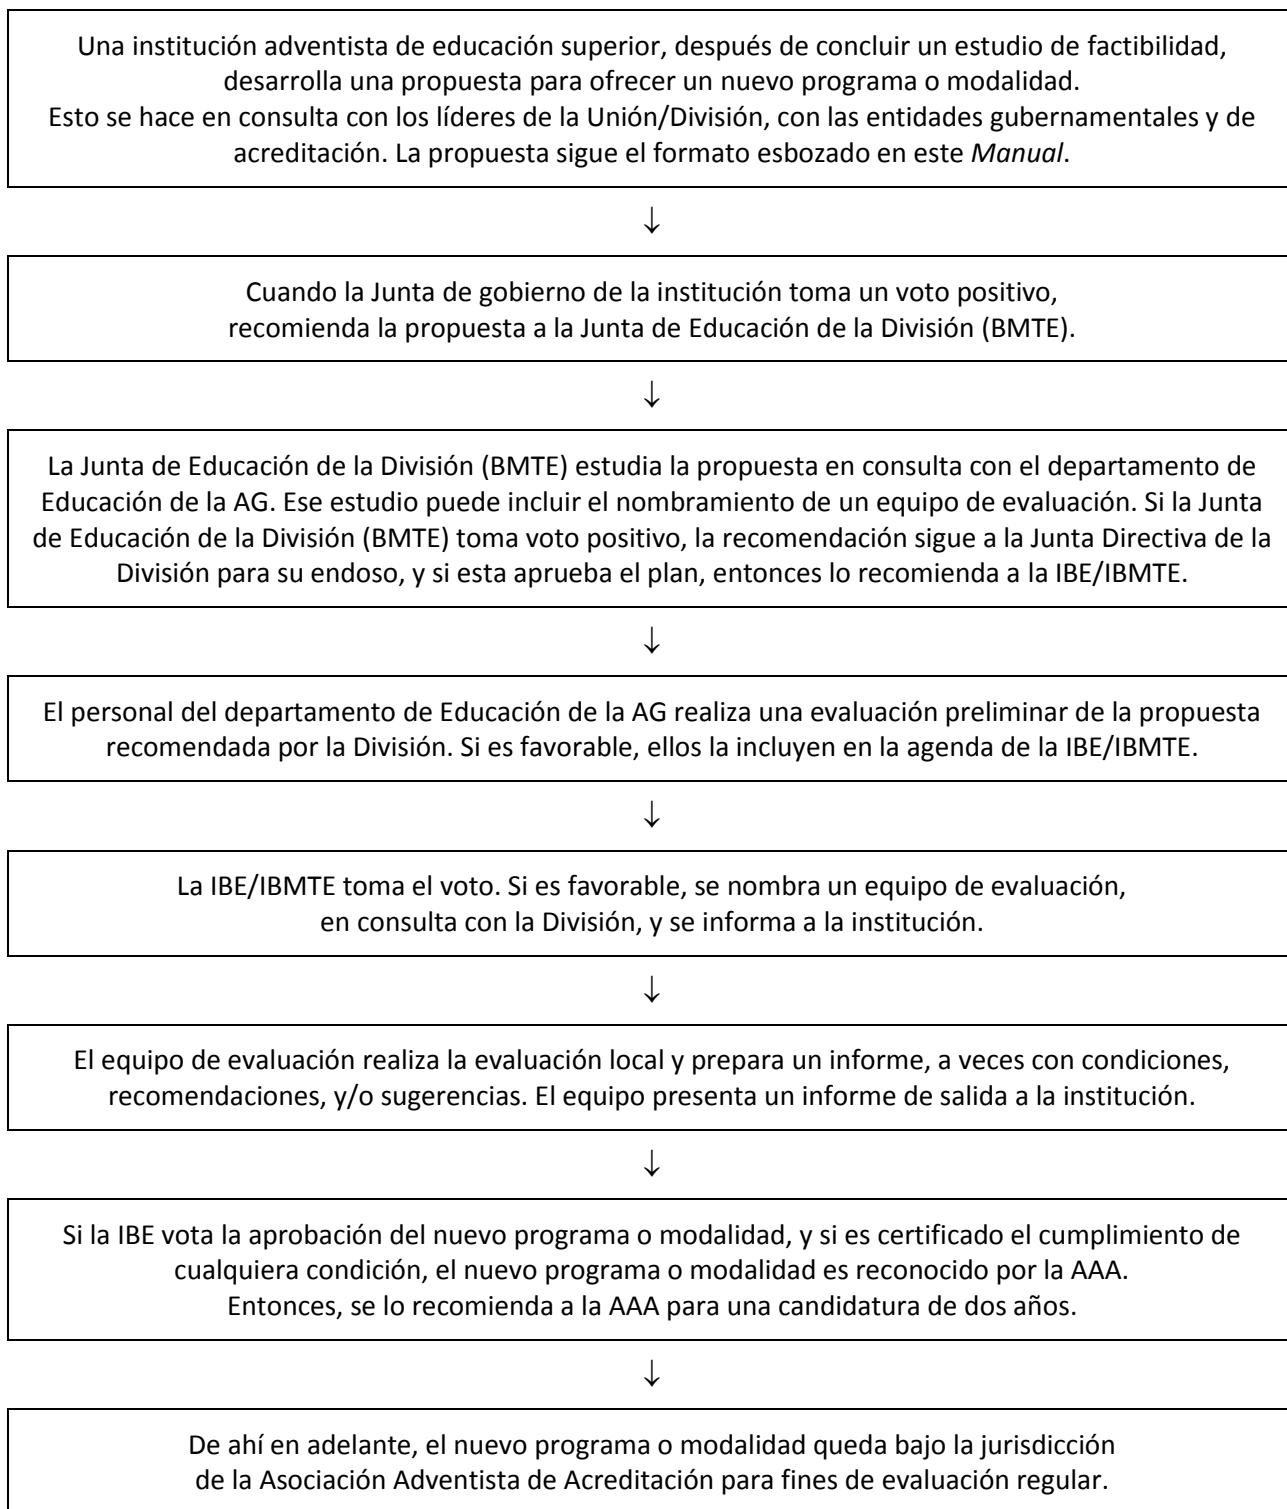 Una institución adventista de educación superior, después de concluir un estudio de factibilidad,
desarrolla una propuesta para ofrecer un nuevo programa o modalidad.
Esto se hace en consulta con los líderes de la Unión/División, con las entidades gubernamentales y de
acreditación. La propuesta sigue el formato esbozado en este Manual.
↓
Cuando la Junta de gobierno de la institución toma un voto positivo,
recomienda la propuesta a la Junta de Educación de la División (BMTE).
↓
La Junta de Educación de la División (BMTE) estudia la propuesta en consulta con el departamento de
Educación de la AG. Ese estudio puede incluir el nombramiento de un equipo de evaluación. Si la Junta
de Educación de la División (BMTE) toma voto positivo, la recomendación sigue a la Junta Directiva de la
División para su endoso, y si esta aprueba el plan, entonces lo recomienda a la IBE/IBMTE.
↓
El personal del departamento de Educación de la AG realiza una evaluación preliminar de la propuesta
recomendada por la División. Si es favorable, ellos la incluyen en la agenda de la IBE/IBMTE.
↓
La IBE/IBMTE toma el voto. Si es favorable, se nombra un equipo de evaluación,
en consulta con la División, y se informa a la institución.
↓
El equipo de evaluación realiza la evaluación local y prepara un informe, a veces con condiciones,
recomendaciones, y/o sugerencias. El equipo presenta un informe de salida a la institución.
↓
Si la IBE vota la aprobación del nuevo programa o modalidad, y si es certificado el cumplimiento de
cualquiera condición, el nuevo programa o modalidad es reconocido por la AAA.
Entonces, se lo recomienda a la AAA para una candidatura de dos años.
↓
De ahí en adelante, el nuevo programa o modalidad queda bajo la jurisdicción
de la Asociación Adventista de Acreditación para fines de evaluación regular.